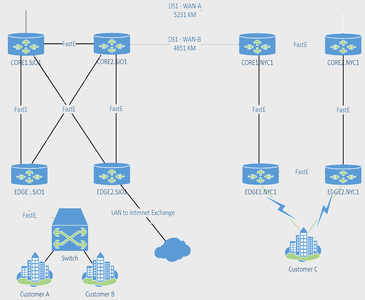 DS1 - WAN-A
5231 KM
FastE
DS1 - WAN-B
4851 KM
FastE
CORE1.SJO1
CORE2.SJO1
CORE1.NYC1
CORE2.NYC1
FastE
FastE
FastE
FastE
FastE
EDGE1.SJO1
EDGE2.SJO1
EDGE1.NYC1
EDGE2.NYC1
FastE
LAN to Internet Exchange
Switch
Customer C
Customer A
Customer B